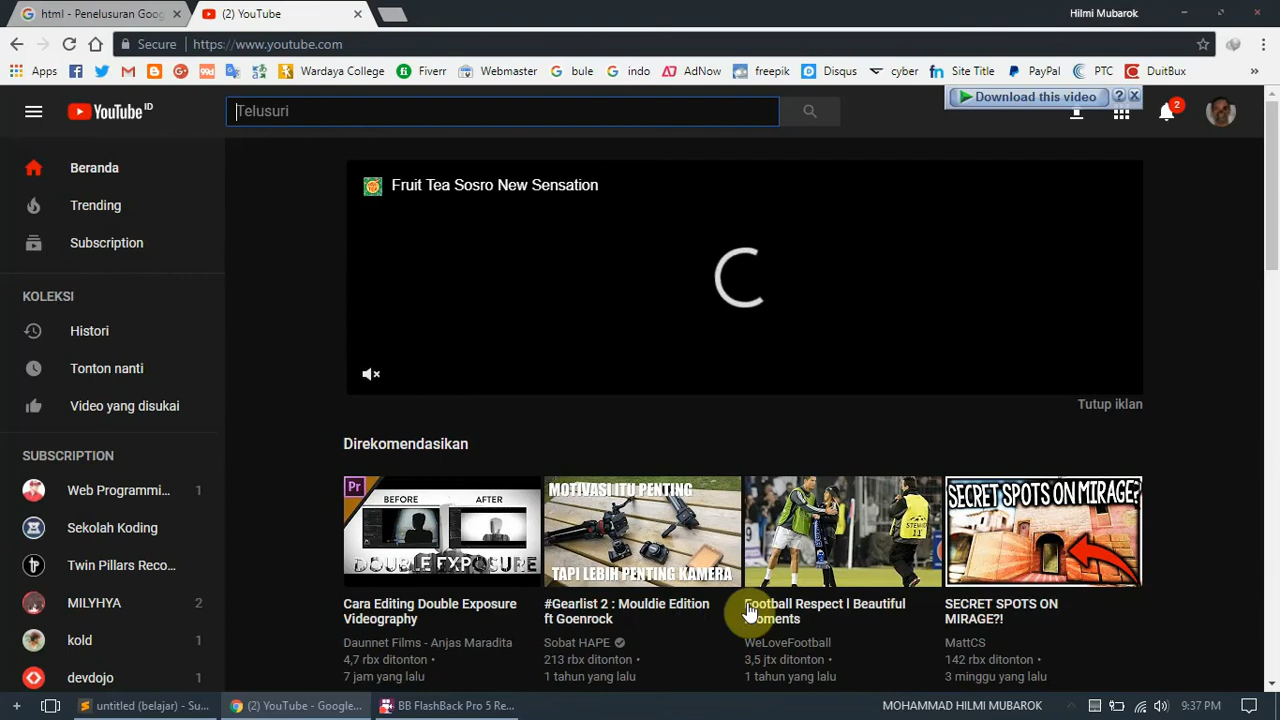 html - Penelusuran Goog
(2) YouTube
Hilmi Mubarok
Secure
https://www.youtube.com
Apps
99d
Wardaya College
Fiverr
Webmaster
bule
indo
AdNow
freepik
Disqus
cyber
Site Title
PayPal
PTC
DuitBux
YouTube ID
Telusuri
Download this video
2
Beranda
Trending
Subscription
KOLEKSI
Histori
Tonton nanti
Video yang disukai
SUBSCRIPTION
Web Programmi... 1
Sekolah Koding
Twin Pillars Reco...
MILYHYA 2
kold 1
devdojo 1
Fruit Tea Sosro New Sensation
Tutup iklan
Direkomendasikan
Pr
BEFORE AFTER
DOUBLE EXPOSURE
Cara Editing Double Exposure
Videography
Daunnet Films - Anjas Maradita
4,7 rbx ditonton •
7 jam yang lalu
MOTIVASI ITU PENTING
TAPI LEBIH PENTING KAMERA
#Gearlist 2 : Mouldie Edition
ft Goenrock
Sobat HAPE
213 rbx ditonton •
1 tahun yang lalu
STEWARD
11
Football Respect l Beautiful
Moments
WeLoveFootball
3,5 jtx ditonton •
1 tahun yang lalu
SECRET SPOTS ON MIRAGE?
SECRET SPOTS ON
MIRAGE?!
MattCS
142 rbx ditonton •
3 minggu yang lalu
untitled (belajar) - Su...
YouTube - Google...
BB FlashBack Pro 5 Re...
MOHAMMAD HILMI MUBAROK
9:37 PM